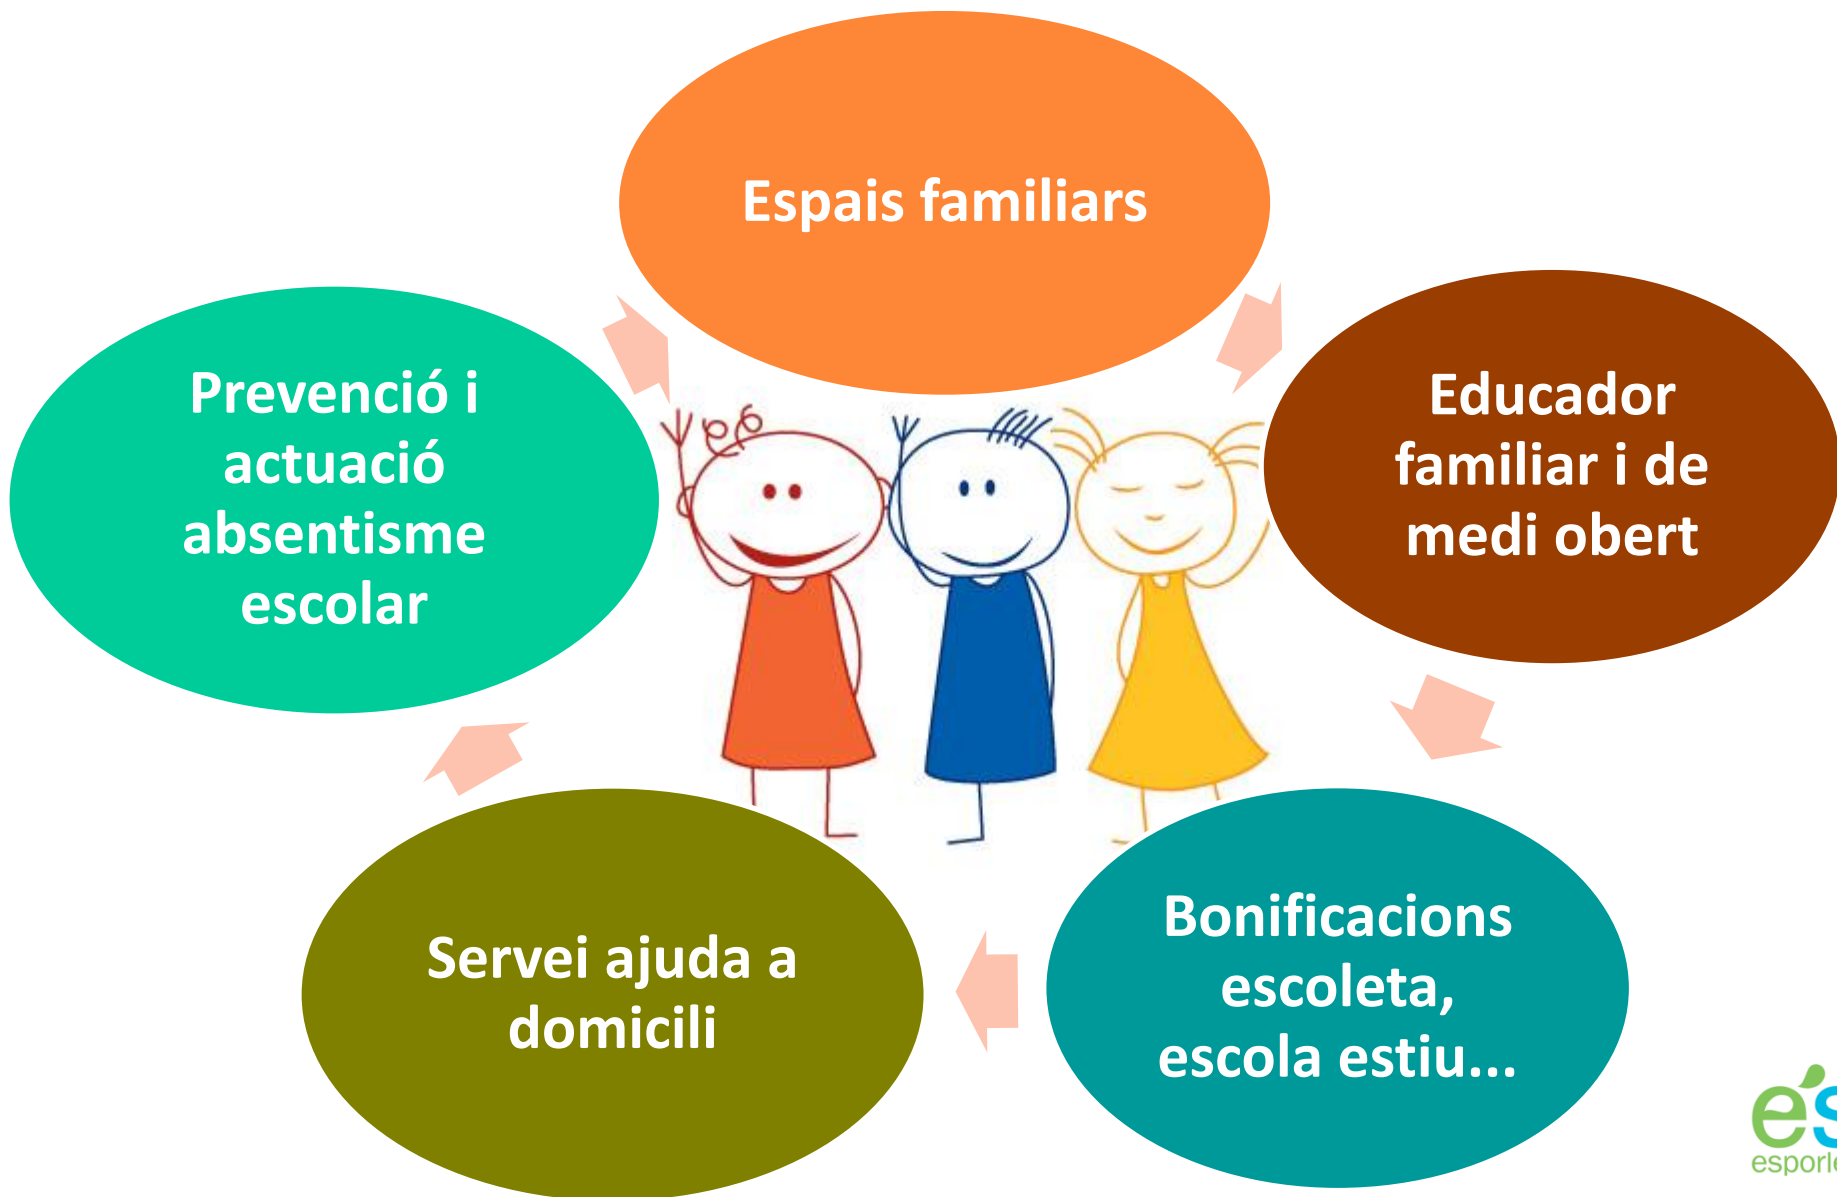 Espais familiars
Educador
familiar i de
medi obert
Bonificacions
escoleta,
escola estiu...
Servei ajuda a
domicili
Prevenció i
actuació
absentisme
escolar